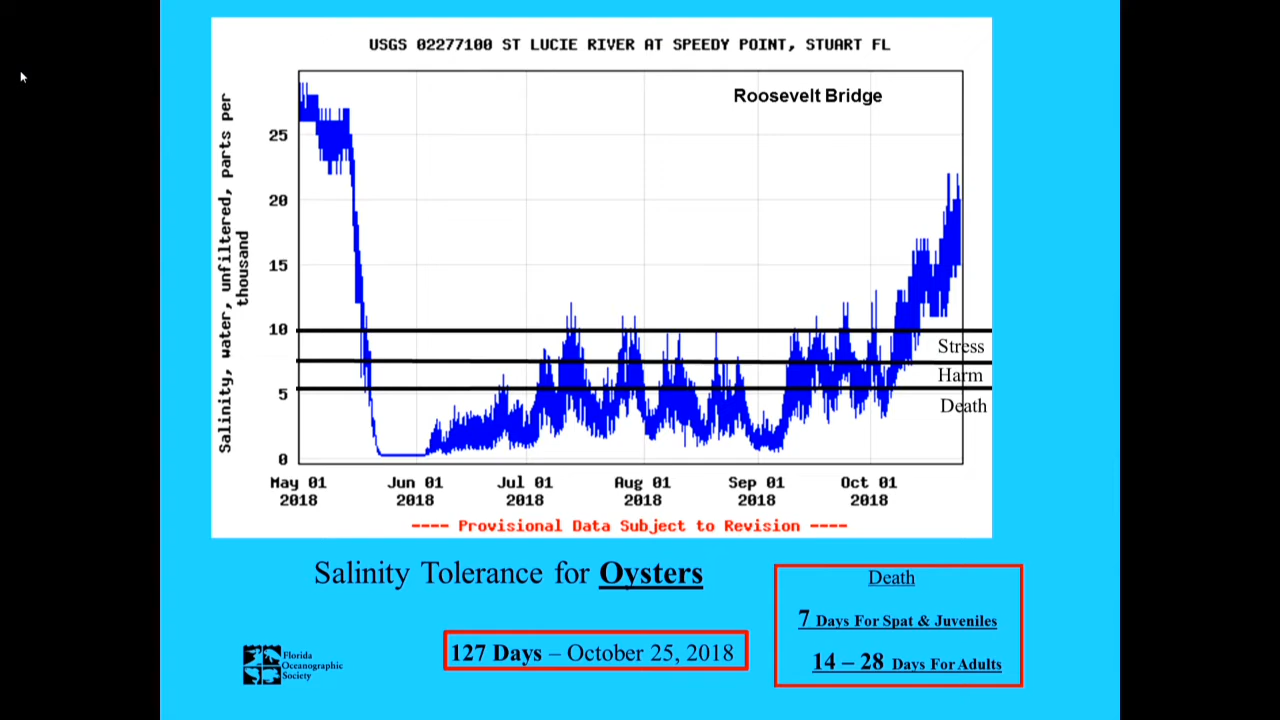 USGS 02277100 ST LUCIE RIVER AT SPEEDY POINT, STUART FL
Roosevelt Bridge
Salinity, water, unfiltered, parts per
thousand
25
20
15
10
5
0
Stress
Harm
Death
May 01 Jun 01 Jul 01 Aug 01 Sep 01 Oct 01
2018 2018 2018 2018 2018 2018
---- Provisional Data Subject to Revision ----
Salinity Tolerance for Oysters
Death
7 Days For Spat & Juveniles
14 – 28 Days For Adults
127 Days – October 25, 2018
Florida
Oceanographic
Society